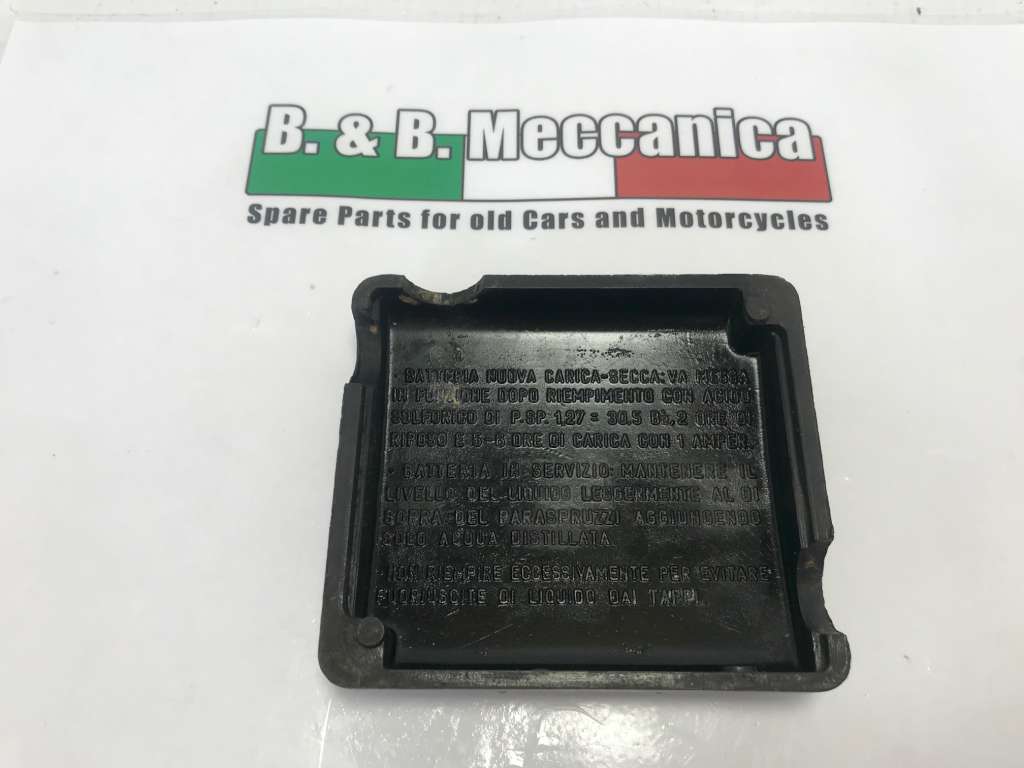 B. & B. Meccanica
Spare Parts for old Cars and Motorcycles
· BATTERIA NUOVA CARICA-SECCA: VA MESSA
IN FUNZIONE DOPO RIEMPIMENTO CON ACIDO
SOLFORICO DI P.SP. 1,27 = 30,5 Bè, 2 ORE DI
RIPOSO E 5-6 ORE DI CARICA CON 1 AMPER.
· BATTERIA IN SERVIZIO: MANTENERE IL
LIVELLO DEL LIQUIDO LEGGERMENTE AL DI
SOPRA DEL PARASPRUZZI AGGIUNGENDO
SOLO ACQUA DISTILLATA
· NON RIEMPIRE ECCESSIVAMENTE PER EVITARE
FUORIUSCITE DI LIQUIDO DAI TAPPI.